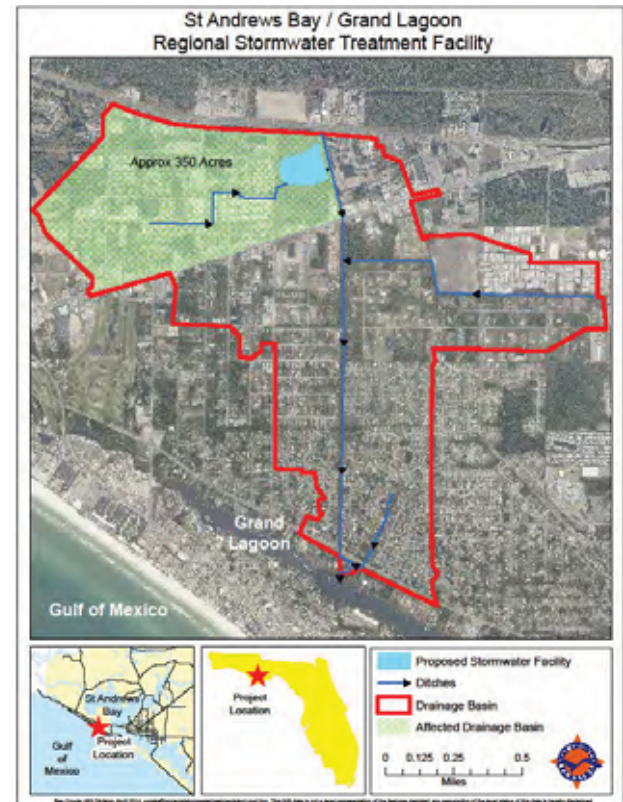 St Andrews Bay / Grand Lagoon
Regional Stormwater Treatment Facility
Approx 350 Acres
Grand
Lagoon
Gulf of Mexico
St Andrews
Bay
Project
Location
Gulf
of
Mexico
Project
Location
Proposed Stormwater Facility
Ditches
Drainage Basin
Affected Drainage Basin
0 0.125 0.25 0.5
Miles